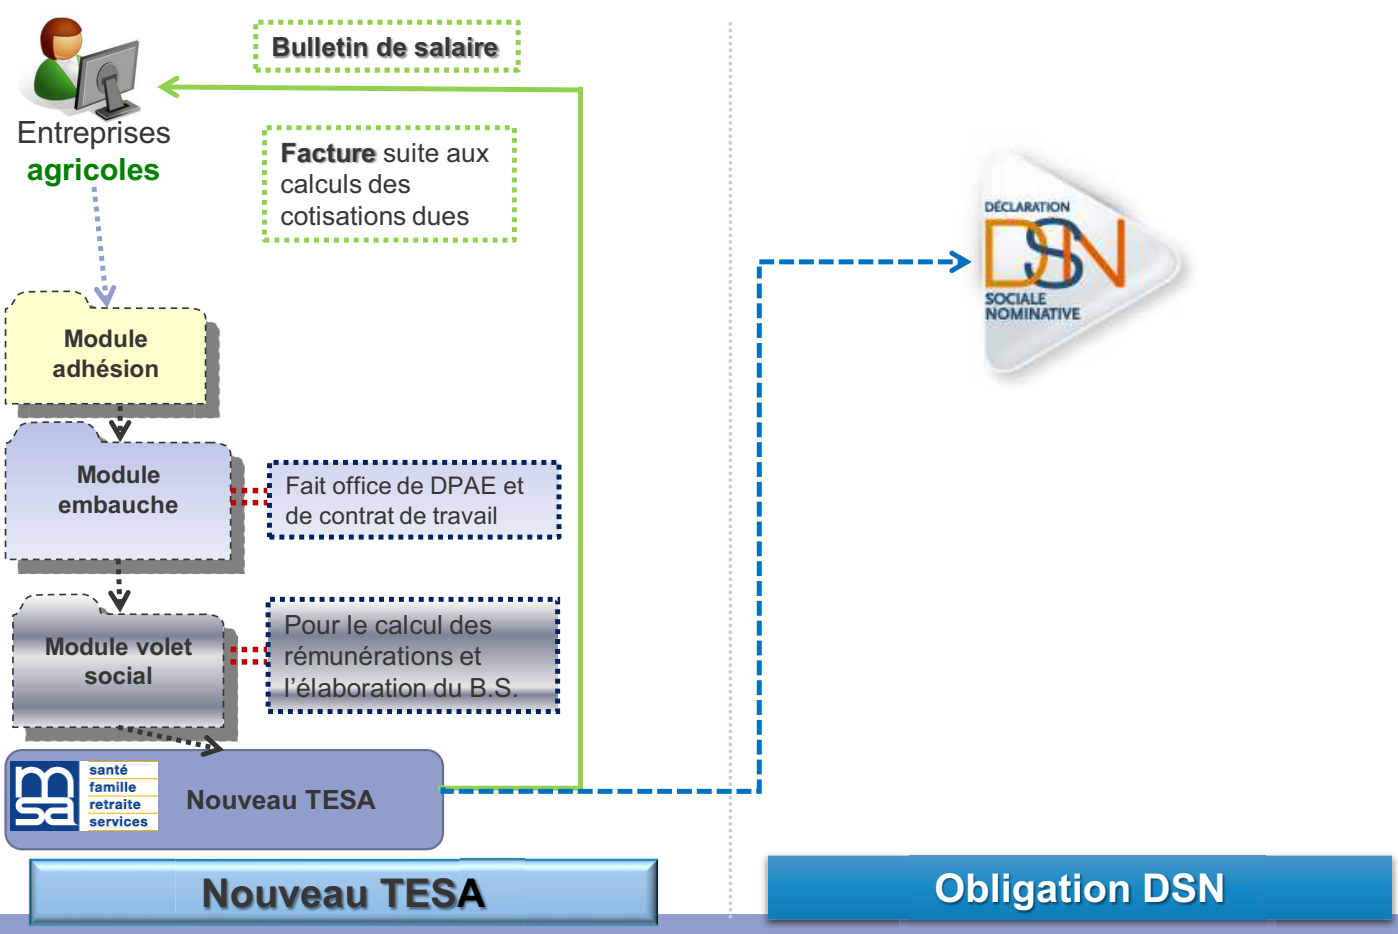 Bulletin de salaire
Entreprises
agricoles
Facture suite aux
calculs des
cotisations dues
DÉCLARATION
DSN
SOCIALE
NOMINATIVE
Module
adhésion
Module
embauche
Fait office de DPAE et
de contrat de travail
Module volet
social
Pour le calcul des
rémunérations et
l'élaboration du B.S.
msa
santé
famille
retraite
services
Nouveau TESA
Nouveau TESA
Obligation DSN